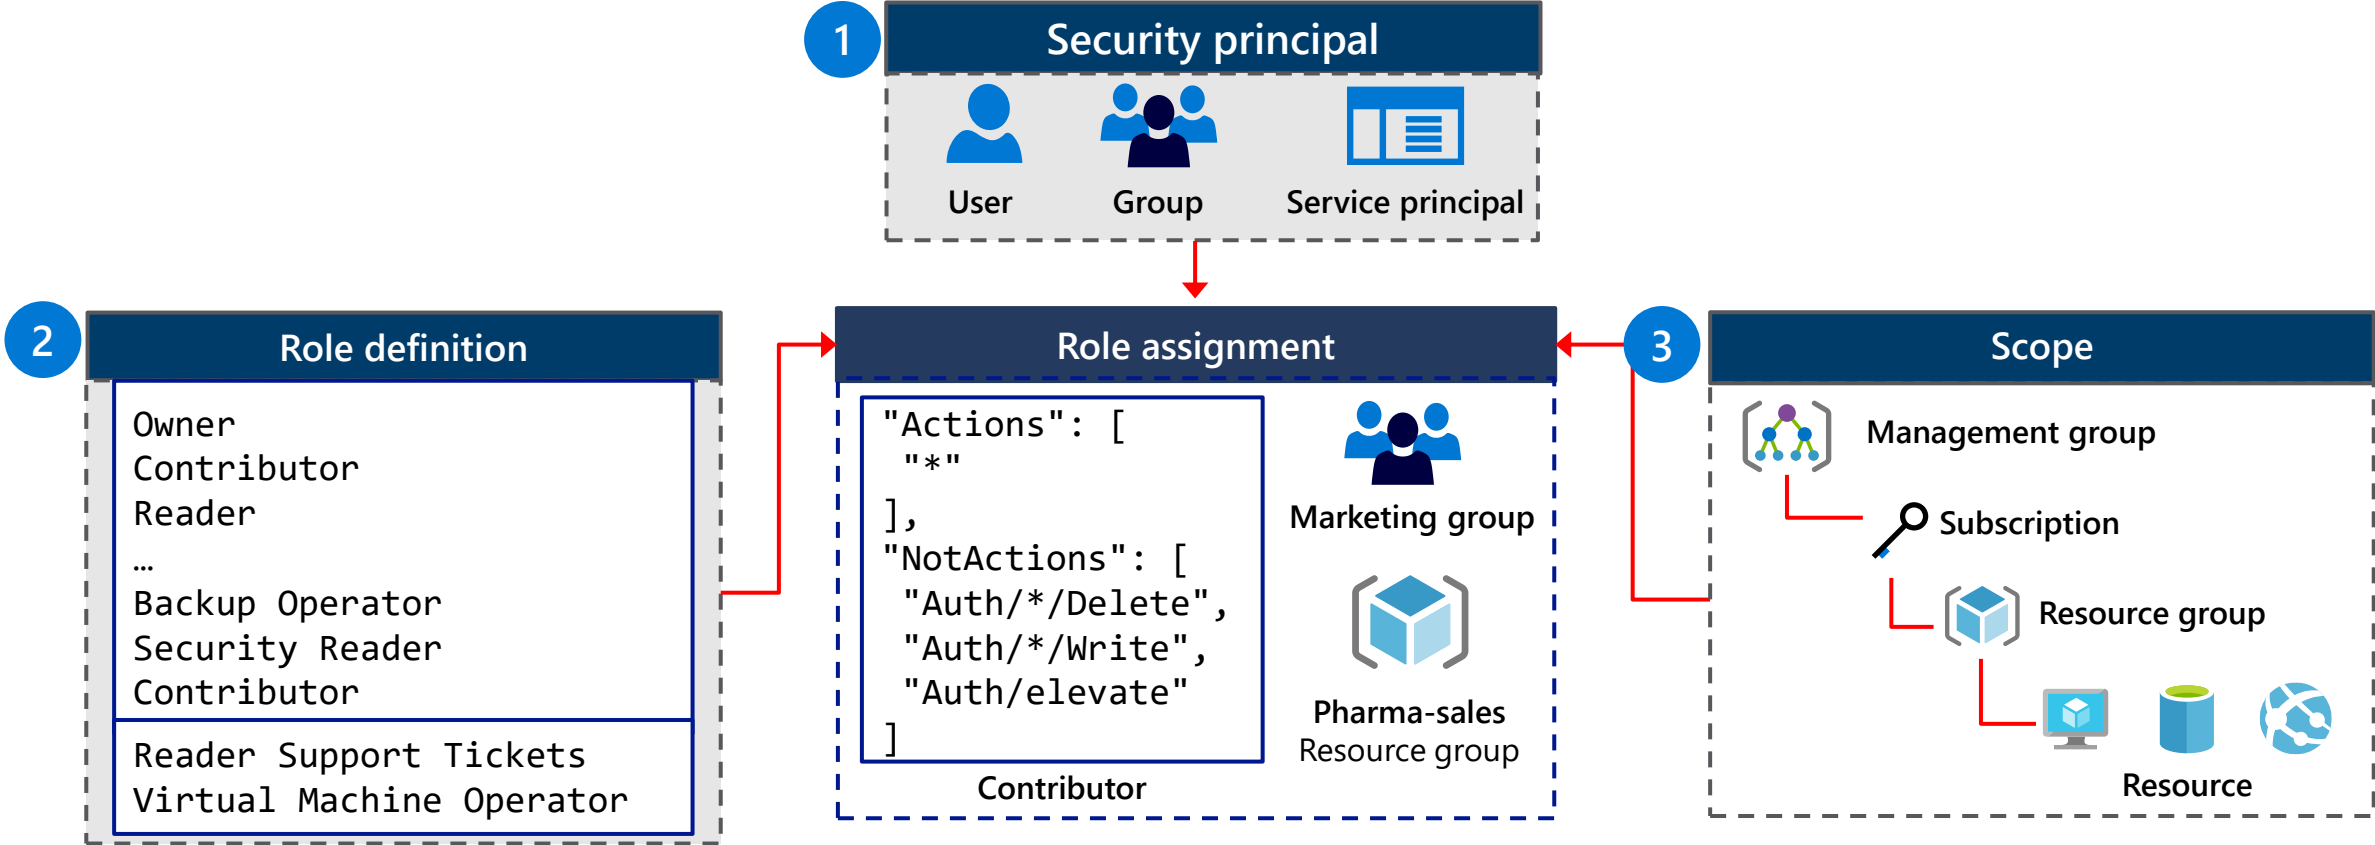 1
Security principal
User
Group
Service principal
2
Role definition
Owner
Contributor
Reader
…
Backup Operator
Security Reader
Contributor
Reader Support Tickets
Virtual Machine Operator
Role assignment
"Actions": [
"*"
],
"NotActions": [
"Auth/*/Delete",
"Auth/*/Write",
"Auth/elevate"
]
Contributor
Marketing group
Pharma-sales
Resource group
3
Scope
Management group
Subscription
Resource group
Resource